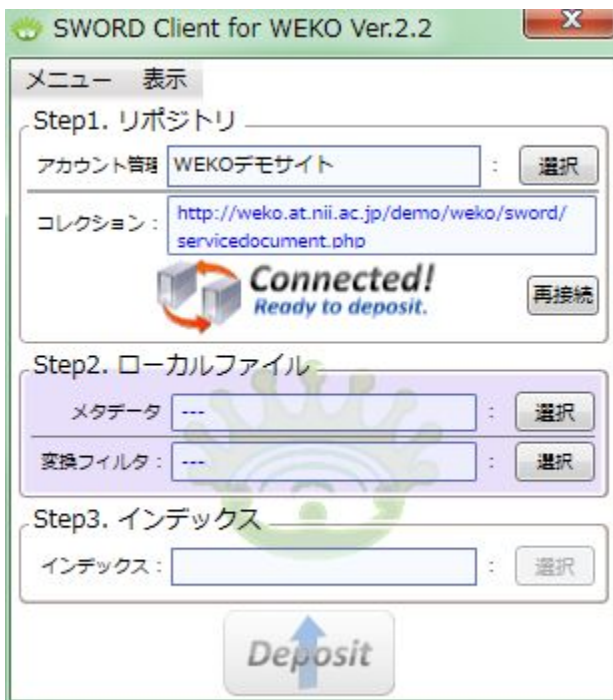 SWORD Client for WEKO Ver.2.2
メニュー 表示
Step1. リポジトリ
アカウント管理 WEKOデモサイト : 選択
コレクション : http://weko.at.nii.ac.jp/demo/weko/sword/
servicedocument.php
Connected!
Ready to deposit.
再接続
Step2. ローカルファイル
メタデータ --- : 選択
変換フィルタ : --- : 選択
Step3. インデックス
インデックス : : 選択
Deposit